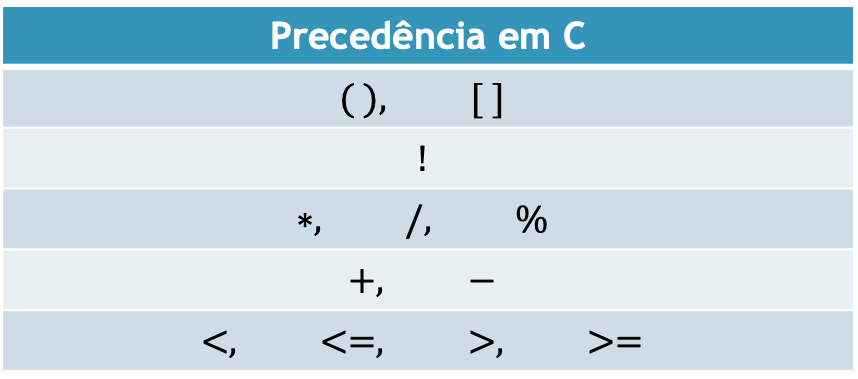 Precedência em C
( ), [ ]
!
*, /, %
+, −
<, <=, >, >=